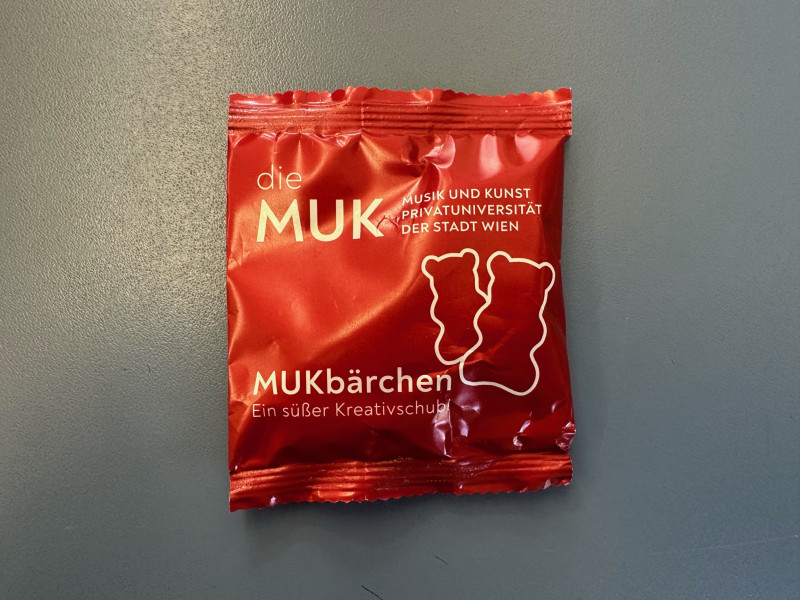 die
MUK
MUSIK UND KUNST
PRIVATUNIVERSITÄT
DER STADT WIEN
MUKbärchen
Ein süßer Kreativschub!